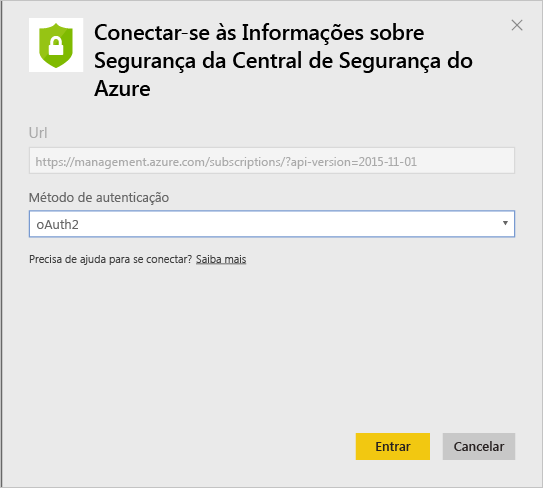 Conectar-se às Informações sobre
Segurança da Central de Segurança do
Azure
Url
https://management.azure.com/subscriptions/?api-version=2015-11-01
Método de autenticação
oAuth2
Precisa de ajuda para se conectar? Saiba mais
Entrar Cancelar